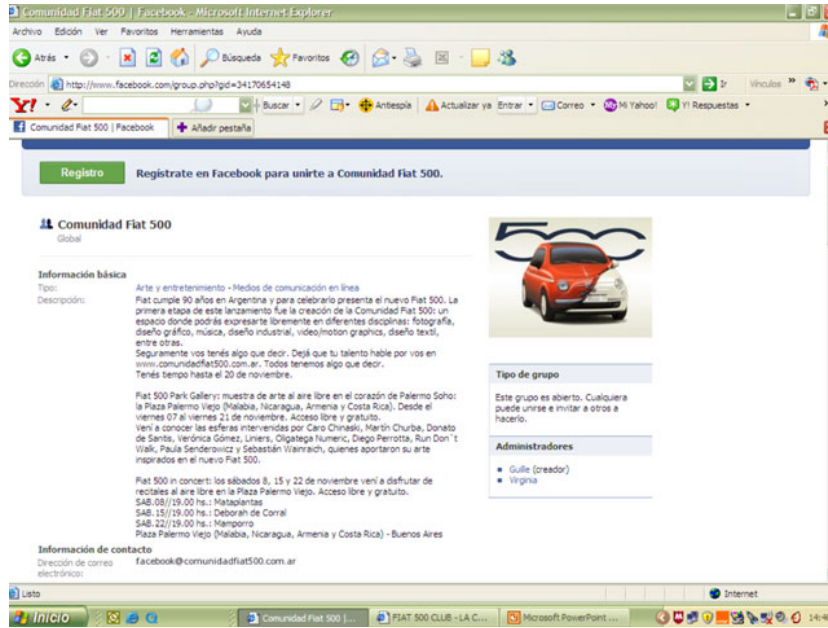 Comunidad Fiat 500 | Facebook - Microsoft Internet Explorer
Archivo Edición Ver Favoritos Herramientas Ayuda
Atrás Búsqueda Favoritos
Dirección http://www.facebook.com/group.php?gid=34170654148 Ir Vínculos »
Y! Buscar Antiespía Actualizar ya Entrar Correo Mi Yahoo! Y! Respuestas
Comunidad Fiat 500 | Facebook Añadir pestaña
Registro Regístrate en Facebook para unirte a Comunidad Fiat 500.
Comunidad Fiat 500
Global
500
Información básica
Tipo: Arte y entretenimiento - Medios de comunicación en línea
Descripción: Fiat cumple 90 años en Argentina y para celebrarlo presenta el nuevo Fiat 500. La
primera etapa de este lanzamiento fue la creación de la Comunidad Fiat 500: un
espacio donde podrás expresarte libremente en diferentes disciplinas: fotografía,
diseño gráfico, música, diseño industrial, video/motion graphics, diseño textil,
entre otras.
Seguramente vos tenés algo que decir. Dejá que tu talento hable por vos en
www.comunidadfiat500.com.ar. Todos tenemos algo que decir.
Tenés tiempo hasta el 20 de noviembre.
Fiat 500 Park Gallery: muestra de arte al aire libre en el corazón de Palermo Soho:
la Plaza Palermo Viejo (Malabia, Nicaragua, Armenia y Costa Rica). Desde el
viernes 07 al viernes 21 de noviembre. Acceso libre y gratuito.
Vení a conocer las esferas intervenidas por Caro Chinaski, Martín Churba, Donato
de Santis, Verónica Gómez, Liniers, Oligatega Numeric, Diego Perrotta, Run Don`t
Walk, Paula Senderowicz y Sebastián Wainraich, quienes aportaron su arte
inspirados en el nuevo Fiat 500.
Fiat 500 in concert: los sábados 8, 15 y 22 de noviembre vení a disfrutar de
recitales al aire libre en la Plaza Palermo Viejo. Acceso libre y gratuito.
SAB.08//19.00 hs.: Mataplantas
SAB.15//19.00 hs.: Deborah de Corral
SAB.22//19.00 hs.: Mamporro
Plaza Palermo Viejo (Malabia, Nicaragua, Armenia y Costa Rica) - Buenos Aires
Información de contacto
Dirección de correo electrónico: facebook@comunidadfiat500.com.ar
Tipo de grupo
Este grupo es abierto. Cualquiera
puede unirse e invitar a otros a
hacerlo.
Administradores
Guille (creador)
Virginia
Listo Internet
Inicio Comunidad Fiat 500 |... FIAT 500 CLUB - LA C... Microsoft PowerPoint ...